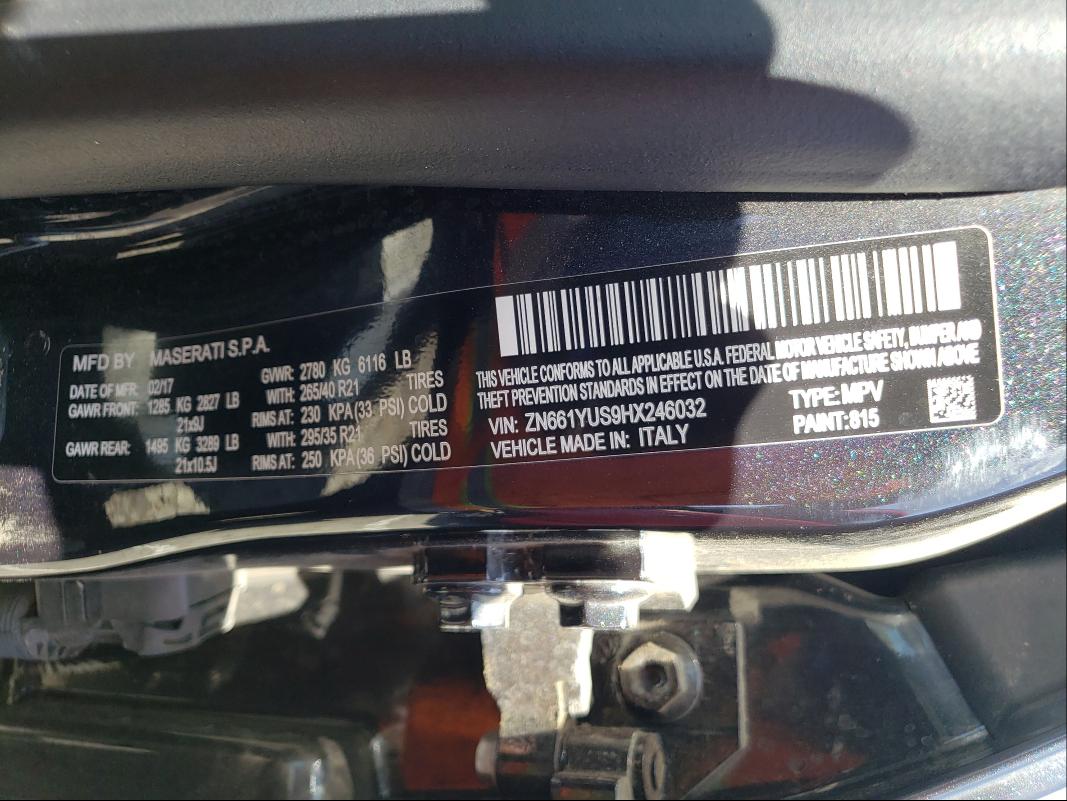 MFD BY MASERATI S.P.A.
DATE OF MFR: 02/17 GVWR: 2780 KG 6116 LB
GAWR FRONT: 1285 KG 2827 LB WITH: 265/40 R21 TIRES
21x9J RIMS AT: 230 KPA (33 PSI) COLD
GAWR REAR: 1495 KG 3289 LB WITH: 295/35 R21 TIRES
21x10.5J RIMS AT: 250 KPA (36 PSI) COLD
THIS VEHICLE CONFORMS TO ALL APPLICABLE U.S.A. FEDERAL MOTOR VEHICLE SAFETY, BUMPER, AND
THEFT PREVENTION STANDARDS IN EFFECT ON THE DATE OF MANUFACTURE SHOWN ABOVE
VIN: ZN661YUS9HX246032 TYPE: MPV
VEHICLE MADE IN: ITALY PAINT: 815